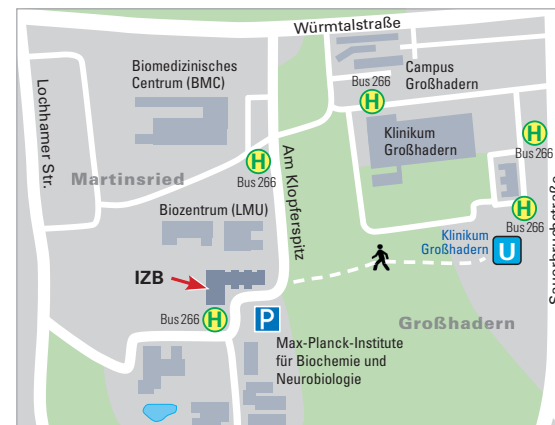 Würmtalstraße
Biomedizinisches
Centrum (BMC)
Campus
Großhadern
Bus 266
H
Lochhamer Str.
Klinikum
Großhadern
H
Bus 266
H
Bus 266
Martinsried
Am Klopferspitz
Biozentrum (LMU)
H
Bus 266
Sauerbruchstraße
Klinikum
Großhadern
U
IZB
Bus 266
H
P
Großhadern
Max-Planck-Institute
für Biochemie und
Neurobiologie